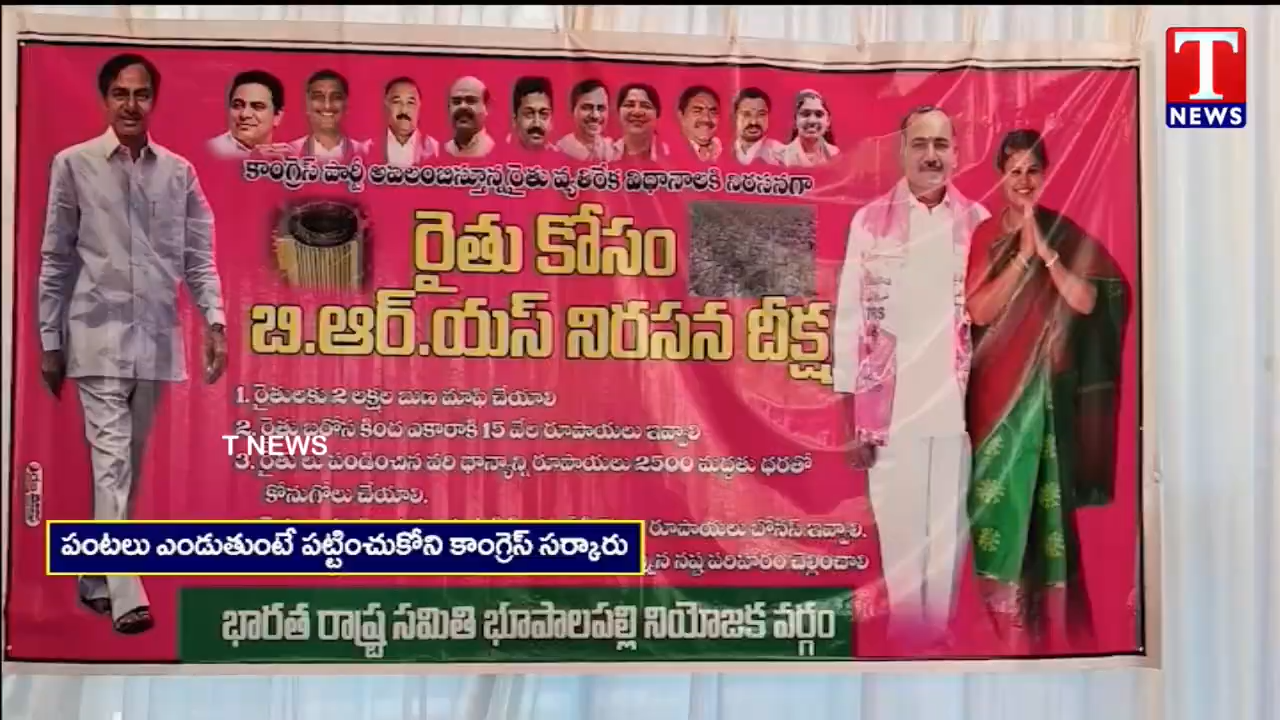 T
NEWS
కాంగ్రెస్ పార్టీ అవలంబిస్తూన్న రైతు వ్యతిరేక విధానాలకి నిరసనగా
రైతు కోసం
బి.ఆర్.యస్ నిరసన దీక్ష
1. రైతులకు 2 లక్షల ఋణ మాఫి చేయాలి
2. రైతు బరోస కింద ఎకారాకి 15 వేల రూపాయలు ఇవ్వాలి
T NEWS
3. రైతులు పండించిన వరి ధాన్యాన్ని రూపాయలు 2500 మద్దతు ధరతో
కోనుగోలు చేయాలి.
రూపాయలు బోనస్ ఇవ్వాలి.
పంటలు ఎండుతుంటే పట్టించుకోని కాంగ్రెస్ సర్కారు
నష్ట పరిహారం చెల్లించాలి
భారత రాష్ట్ర సమితి భూపాలపల్లి నియోజక వర్గం